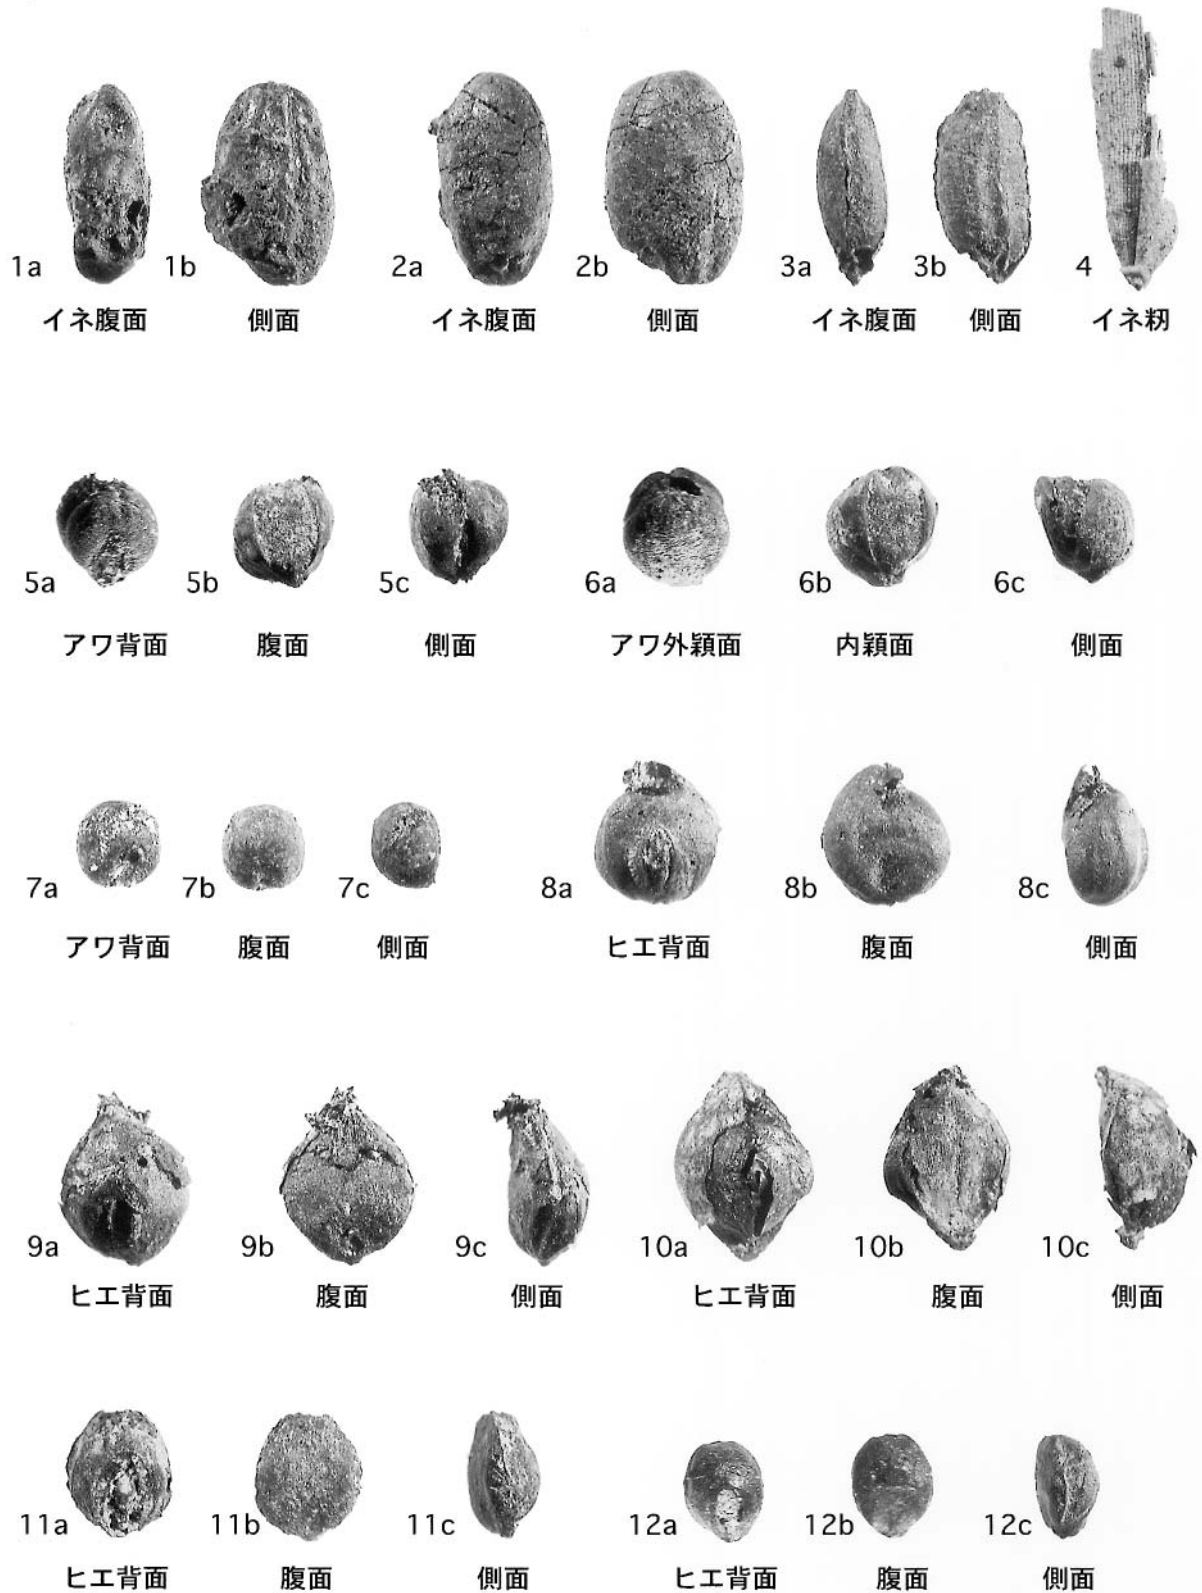 1a 1b 2a 2b 3a 3b 4
イネ腹面 側面 イネ腹面 側面 イネ腹面 側面 イネ籾
5a 5b 5c 6a 6b 6c
アワ背面 腹面 側面 アワ外穎面 内穎面 側面
7a 7b 7c 8a 8b 8c
アワ背面 腹面 側面 ヒエ背面 腹面 側面
9a 9b 9c 10a 10b 10c
ヒエ背面 腹面 側面 ヒエ背面 腹面 側面
11a 11b 11c 12a 12b 12c
ヒエ背面 腹面 側面 ヒエ背面 腹面 側面